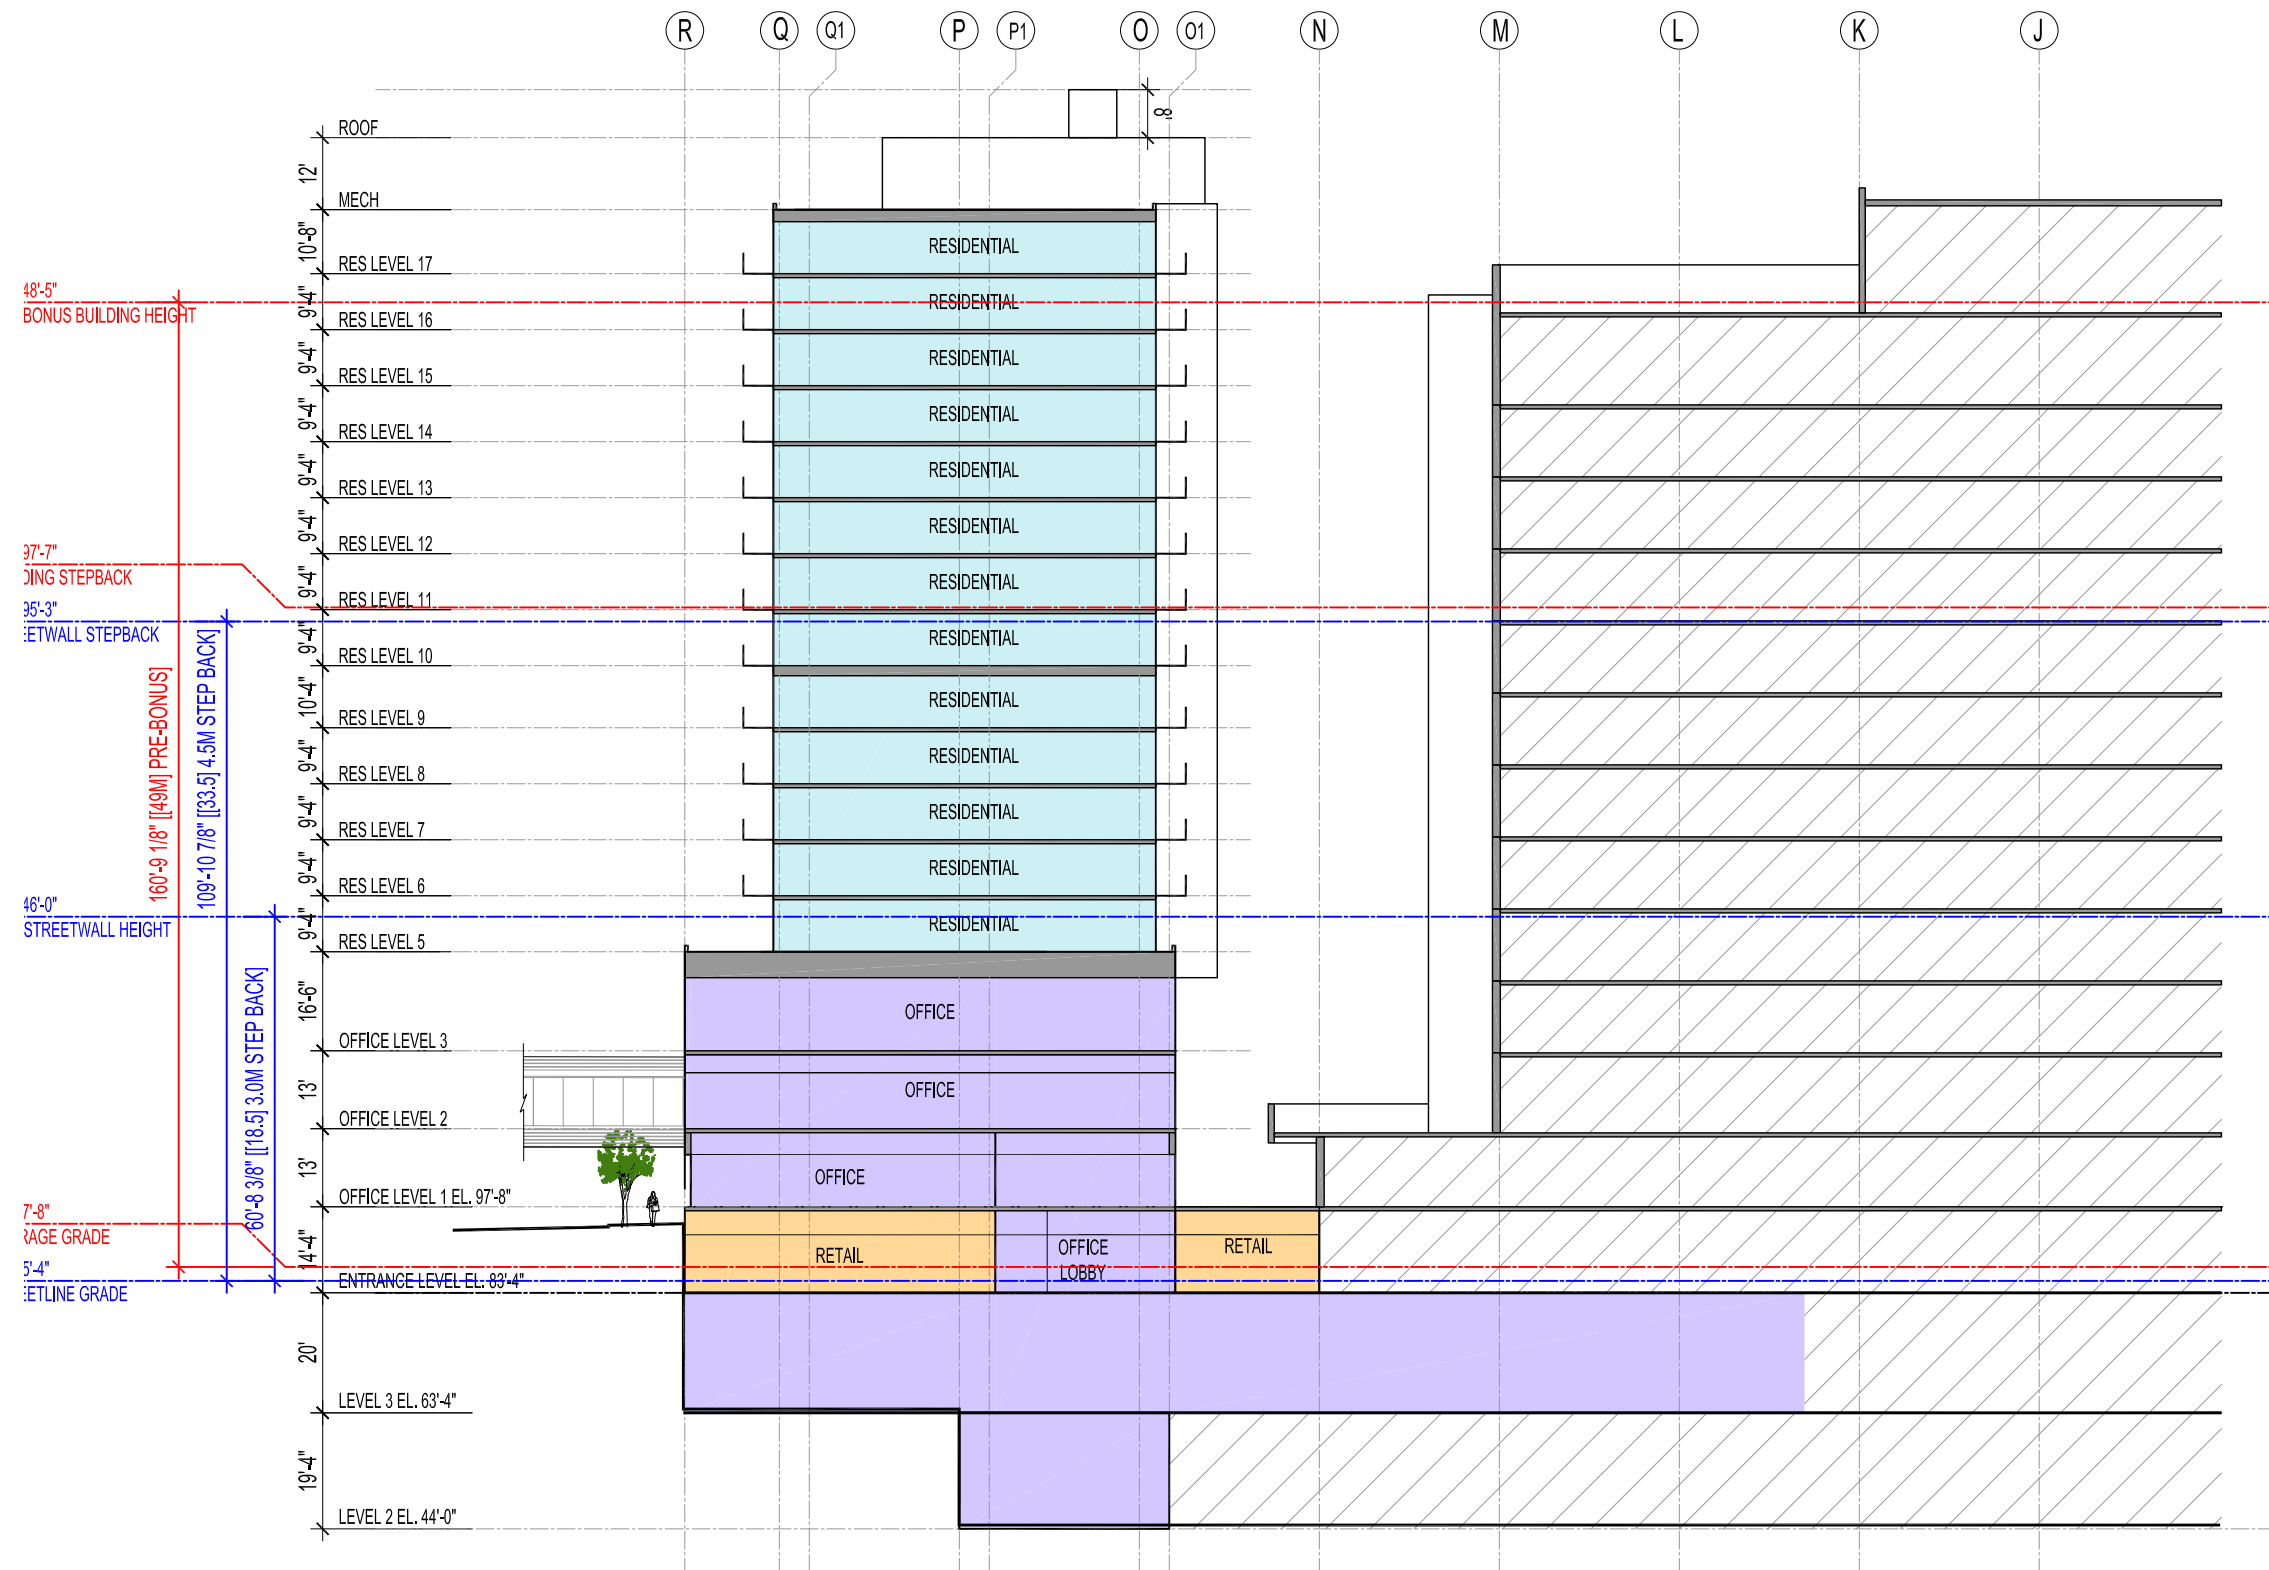 R
Q
Q1
P
P1
O
O1
N
M
L
K
J
8'
ROOF
12'
MECH
10'-8"
RESIDENTIAL
RES LEVEL 17
48'-5"
BONUS BUILDING HEIGHT
9'-4"
RESIDENTIAL
RES LEVEL 16
9'-4"
RESIDENTIAL
RES LEVEL 15
9'-4"
RESIDENTIAL
RES LEVEL 14
9'-4"
RESIDENTIAL
RES LEVEL 13
9'-4"
RESIDENTIAL
RES LEVEL 12
97'-7"
DING STEPBACK
9'-4"
RESIDENTIAL
RES LEVEL 11
95'-3"
EETWALL STEPBACK
9'-4"
RESIDENTIAL
RES LEVEL 10
10'-4"
RESIDENTIAL
RES LEVEL 9
9'-4"
RESIDENTIAL
RES LEVEL 8
9'-4"
RESIDENTIAL
RES LEVEL 7
9'-4"
RESIDENTIAL
RES LEVEL 6
46'-0"
STREETWALL HEIGHT
9'-4"
RESIDENTIAL
RES LEVEL 5
160'-9 1/8" [[49M] PRE-BONUS]
109'-10 7/8" [[33.5] 4.5M STEP BACK]
60'-8 3/8" [[18.5] 3.0M STEP BACK]
16'-6"
OFFICE
OFFICE LEVEL 3
13'
OFFICE
OFFICE LEVEL 2
13'
OFFICE
OFFICE LEVEL 1 EL. 97'-8"
7'-8"
RAGE GRADE
14'-4"
RETAIL
OFFICE
LOBBY
RETAIL
5'-4"
EETLINE GRADE
ENTRANCE LEVEL EL. 83'-4"
20'
LEVEL 3 EL. 63'-4"
19'-4"
LEVEL 2 EL. 44'-0"